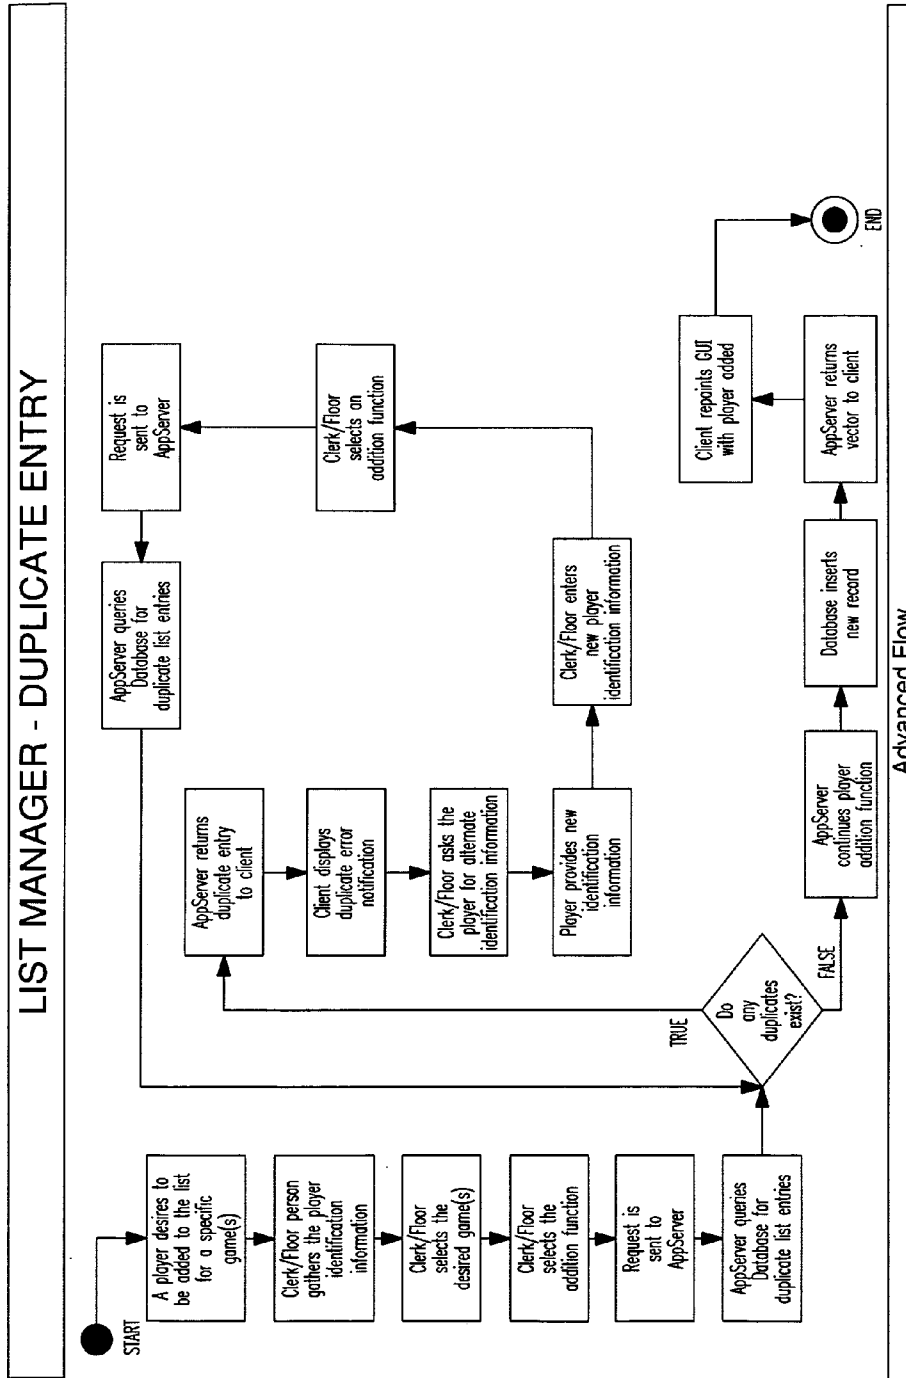 LIST MANAGER - DUPLICATE ENTRY
START
A player desires to
be added to the list
for a specific
game(s)
Clerk/Floor person
gathers the player
identification
information
Clerk/Floor
selects the
desired game(s)
Clerk/Floor
selects the
addition function
Request is
sent to
AppServer
AppServer queries
Database for
duplicate list entries
Do
any
duplicates
exist?
TRUE
FALSE
AppServer returns
duplicate entry
to client
Client displays
duplicate error
notification
Clerk/Floor asks the
player for alternate
identification information
Player provides new
identification
information
Clerk/Floor enters
new player
identification information
Clerk/Floor
selects an
addition function
Request is
sent to
AppServer
AppServer queries
Database for
duplicate list entries
AppServer
continues player
addition function
Database inserts
new record
AppServer returns
vector to client
Client repaints GUI
with player added
END
Advanced Flow